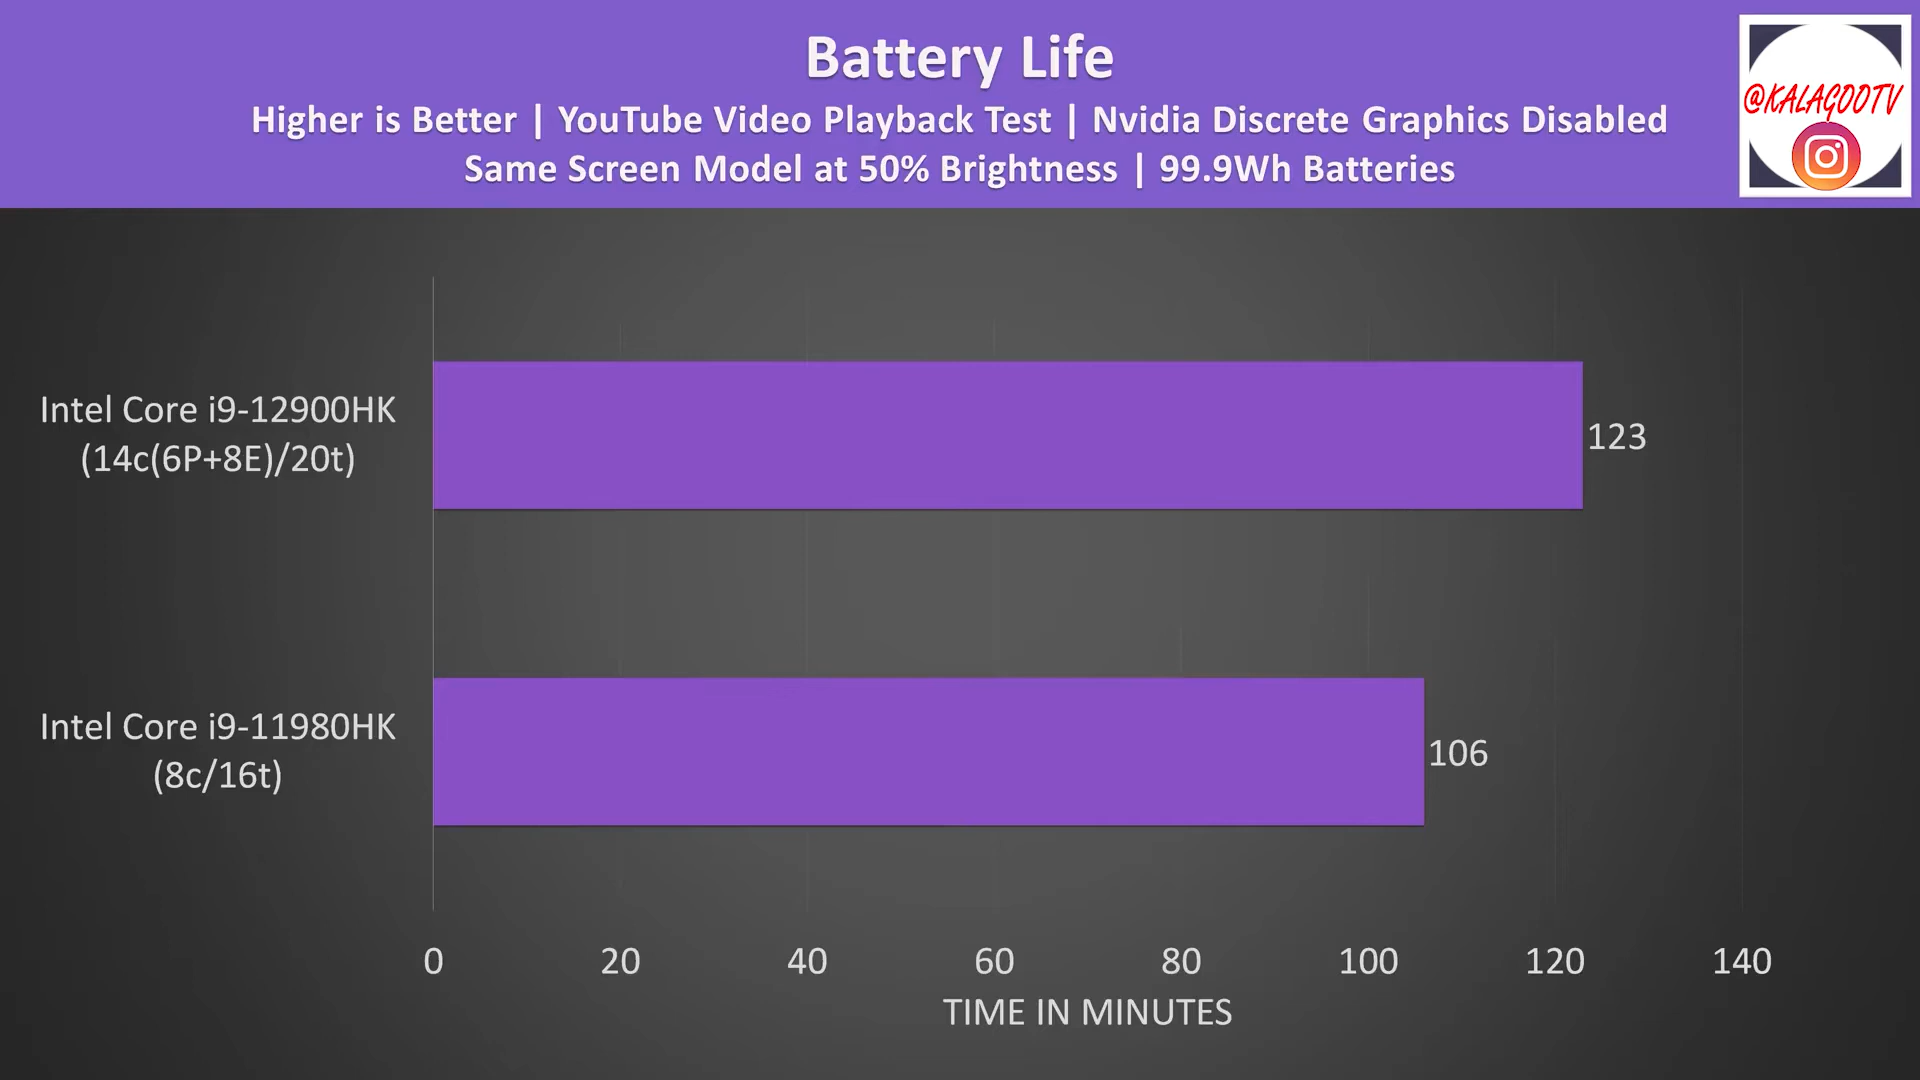 Battery Life
Higher is Better | YouTube Video Playback Test | Nvidia Discrete Graphics Disabled
Same Screen Model at 50% Brightness | 99.9Wh Batteries
@KALAGOOTV
Intel Core i9-12900HK
(14c(6P+8E)/20t)
123
Intel Core i9-11980HK
(8c/16t)
106
0 20 40 60 80 100 120 140
TIME IN MINUTES